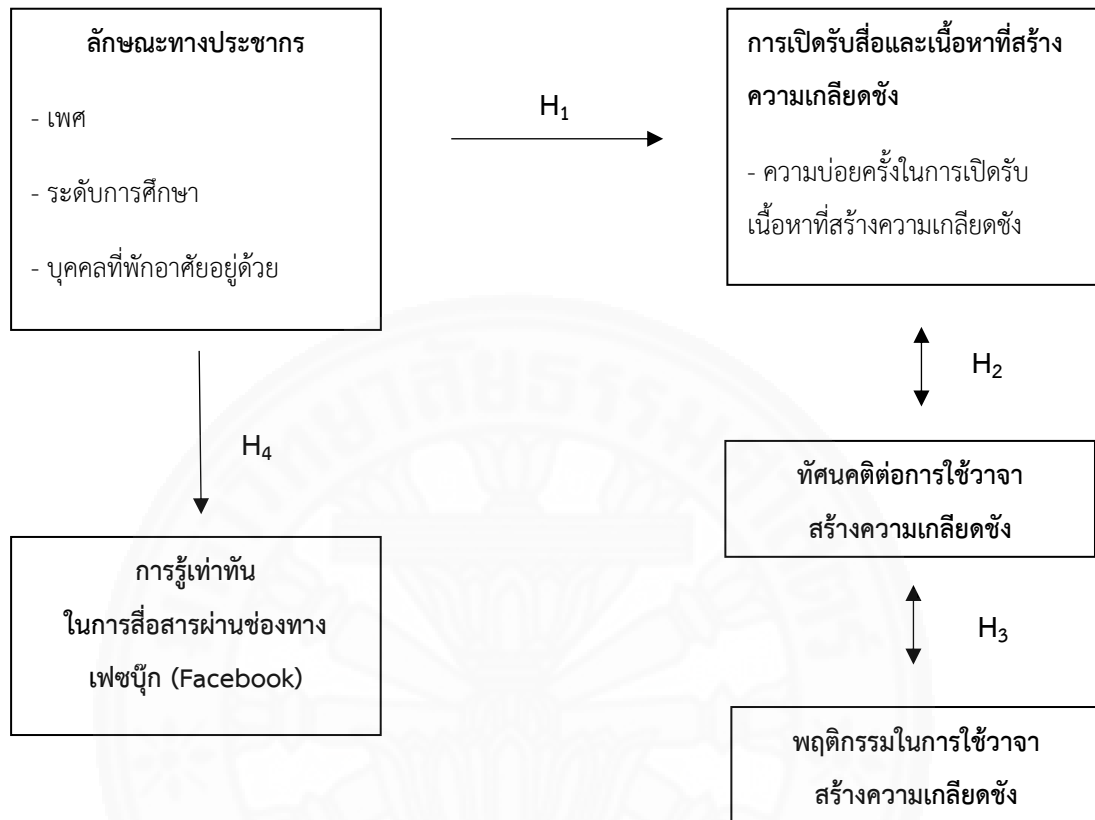 ลักษณะทางประชากร
- เพศ
- ระดับการศึกษา
- บุคคลที่พักอาศัยอยู่ด้วย
H₁
การเปิดรับสื่อและเนื้อหาที่สร้าง
ความเกลียดชัง
- ความบ่อยครั้งในการเปิดรับ
เนื้อหาที่สร้างความเกลียดชัง
H₂
ทัศนคติต่อการใช้วาจา
สร้างความเกลียดชัง
H₃
พฤติกรรมในการใช้วาจา
สร้างความเกลียดชัง
H₄
การรู้เท่าทัน
ในการสื่อสารผ่านช่องทาง
เฟซบุ๊ก (Facebook)